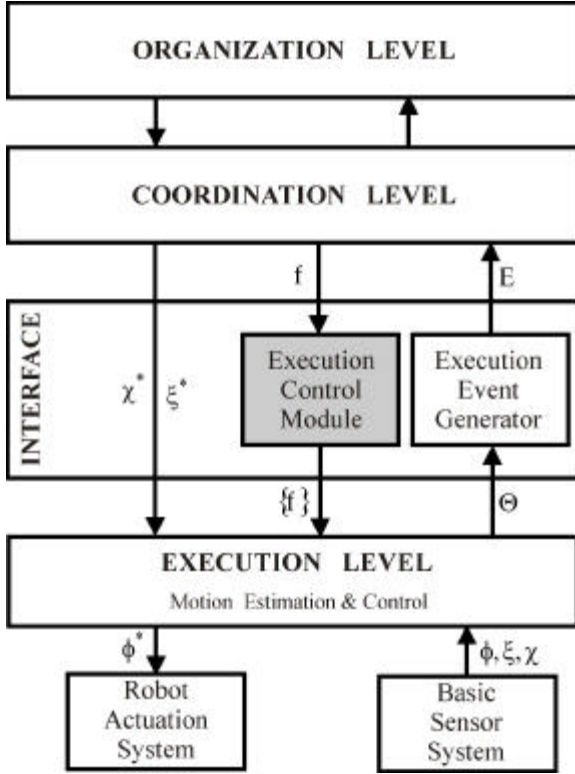 ORGANIZATION LEVEL
COORDINATION LEVEL
f
E
INTERFACE
χ*
ξ*
Execution
Control
Module
Execution
Event
Generator
{f}
Θ
EXECUTION LEVEL
Motion Estimation & Control
ϕ*
ϕ, ξ, χ
Robot
Actuation
System
Basic
Sensor
System